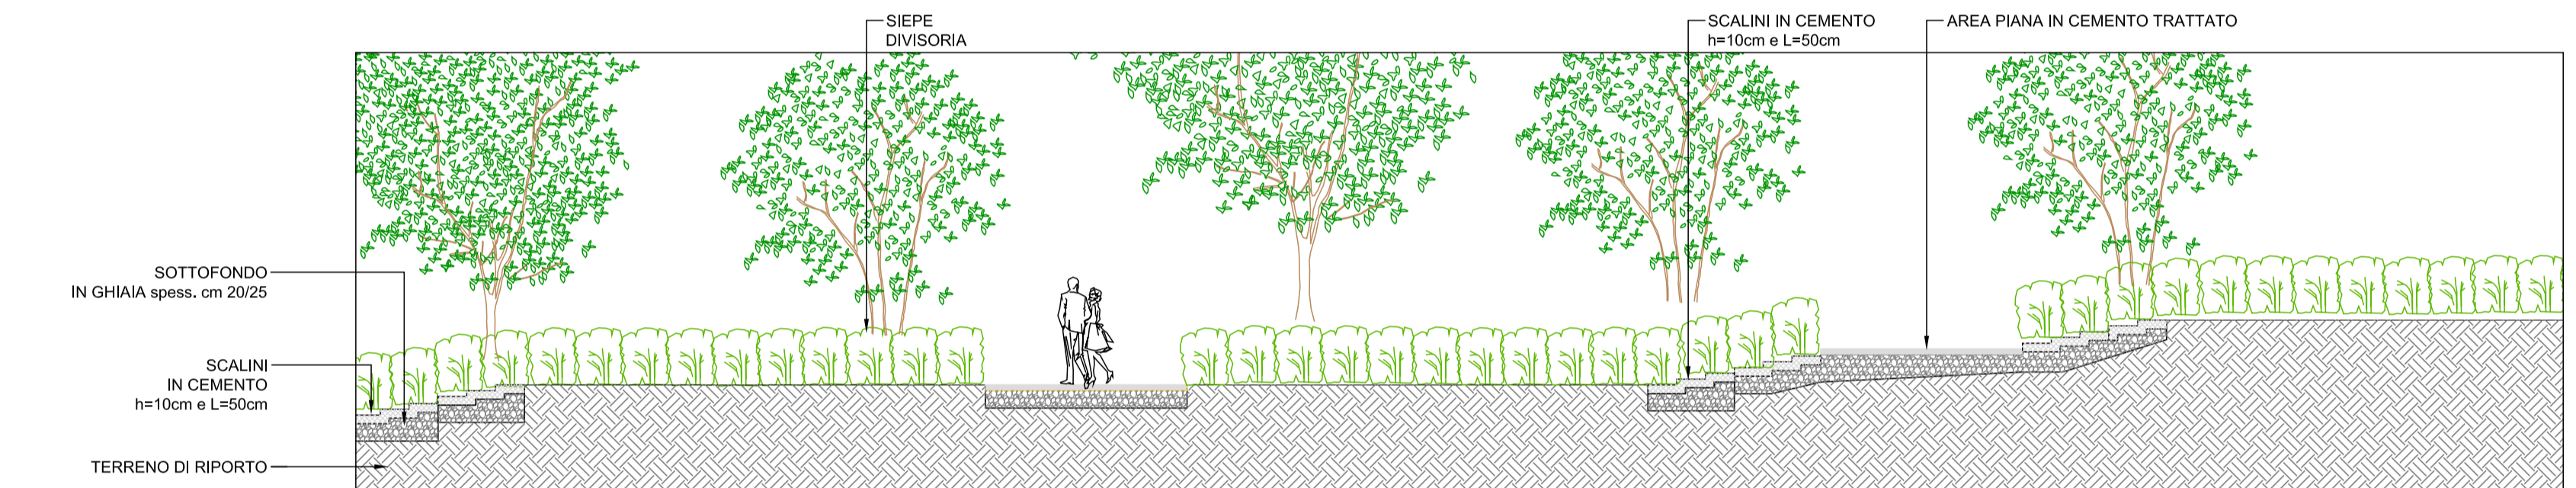 SIEPE
DIVISORIA
SCALINI IN CEMENTO
h=10cm e L=50cm
AREA PIANA IN CEMENTO TRATTATO
SOTTOFONDO
IN GHIAIA spess. cm 20/25
SCALINI
IN CEMENTO
h=10cm e L=50cm
TERRENO DI RIPORTO